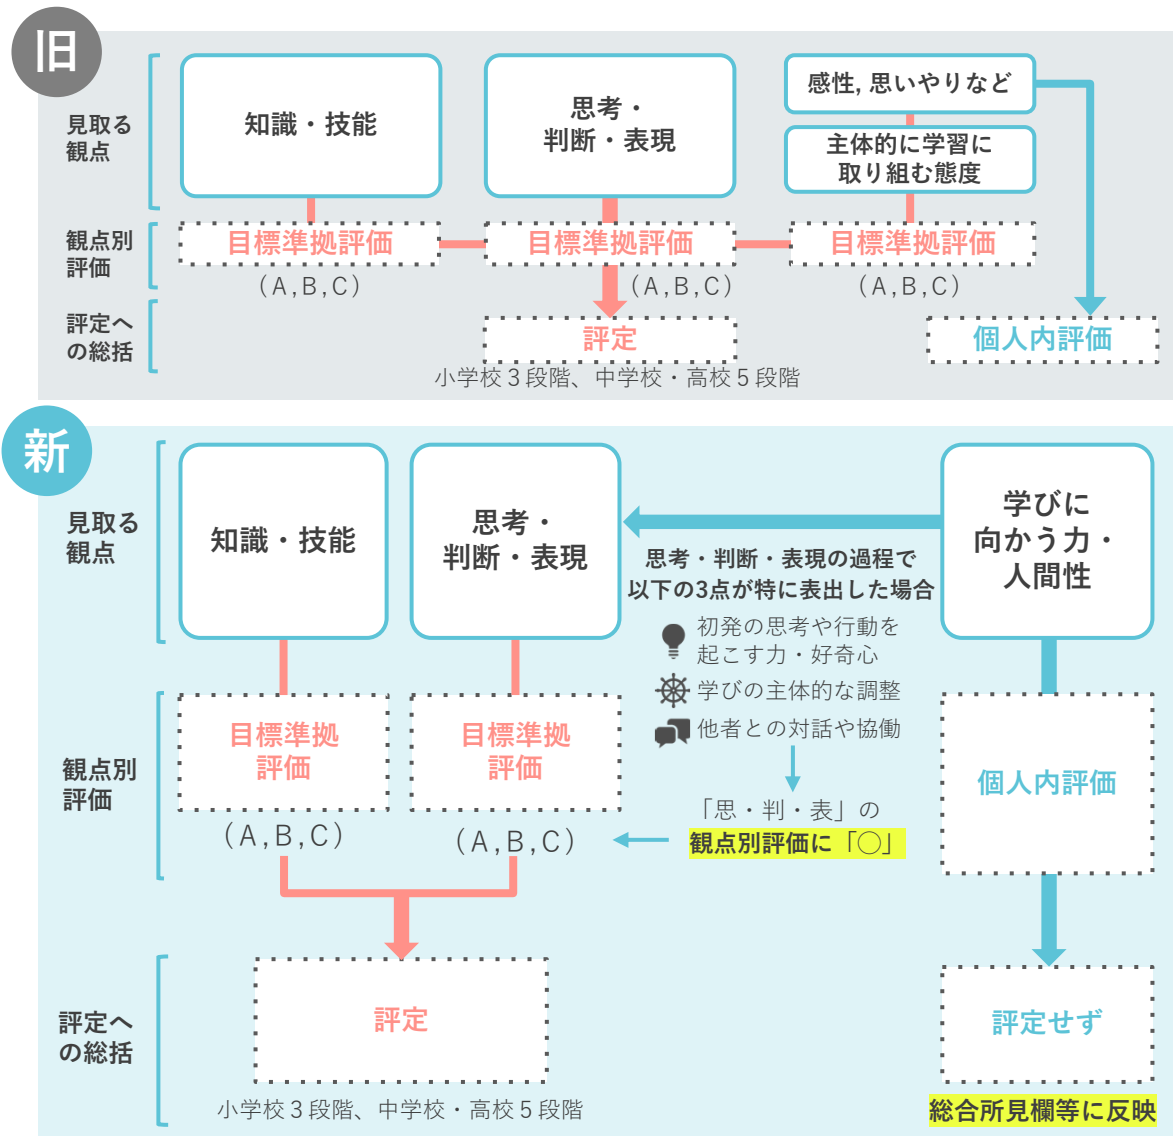 旧
見取る
観点
知識・技能
思考・
判断・表現
感性, 思いやりなど
主体的に学習に
取り組む態度
観点別
評価
目標準拠評価
目標準拠評価
目標準拠評価
(A,B,C)
(A,B,C)
(A,B,C)
評定へ
の総括
評定
個人内評価
小学校3段階、中学校・高校5段階
新
見取る
観点
知識・技能
思考・
判断・表現
学びに
向かう力・
人間性
思考・判断・表現の過程で
以下の3点が特に表出した場合
初発の思考や行動を
起こす力・好奇心
学びの主体的な調整
他者との対話や協働
観点別
評価
目標準拠
評価
目標準拠
評価
個人内評価
(A,B,C)
(A,B,C)
「思・判・表」の
観点別評価に「○」
評定へ
の総括
評定
評定せず
小学校3段階、中学校・高校5段階
総合所見欄等に反映